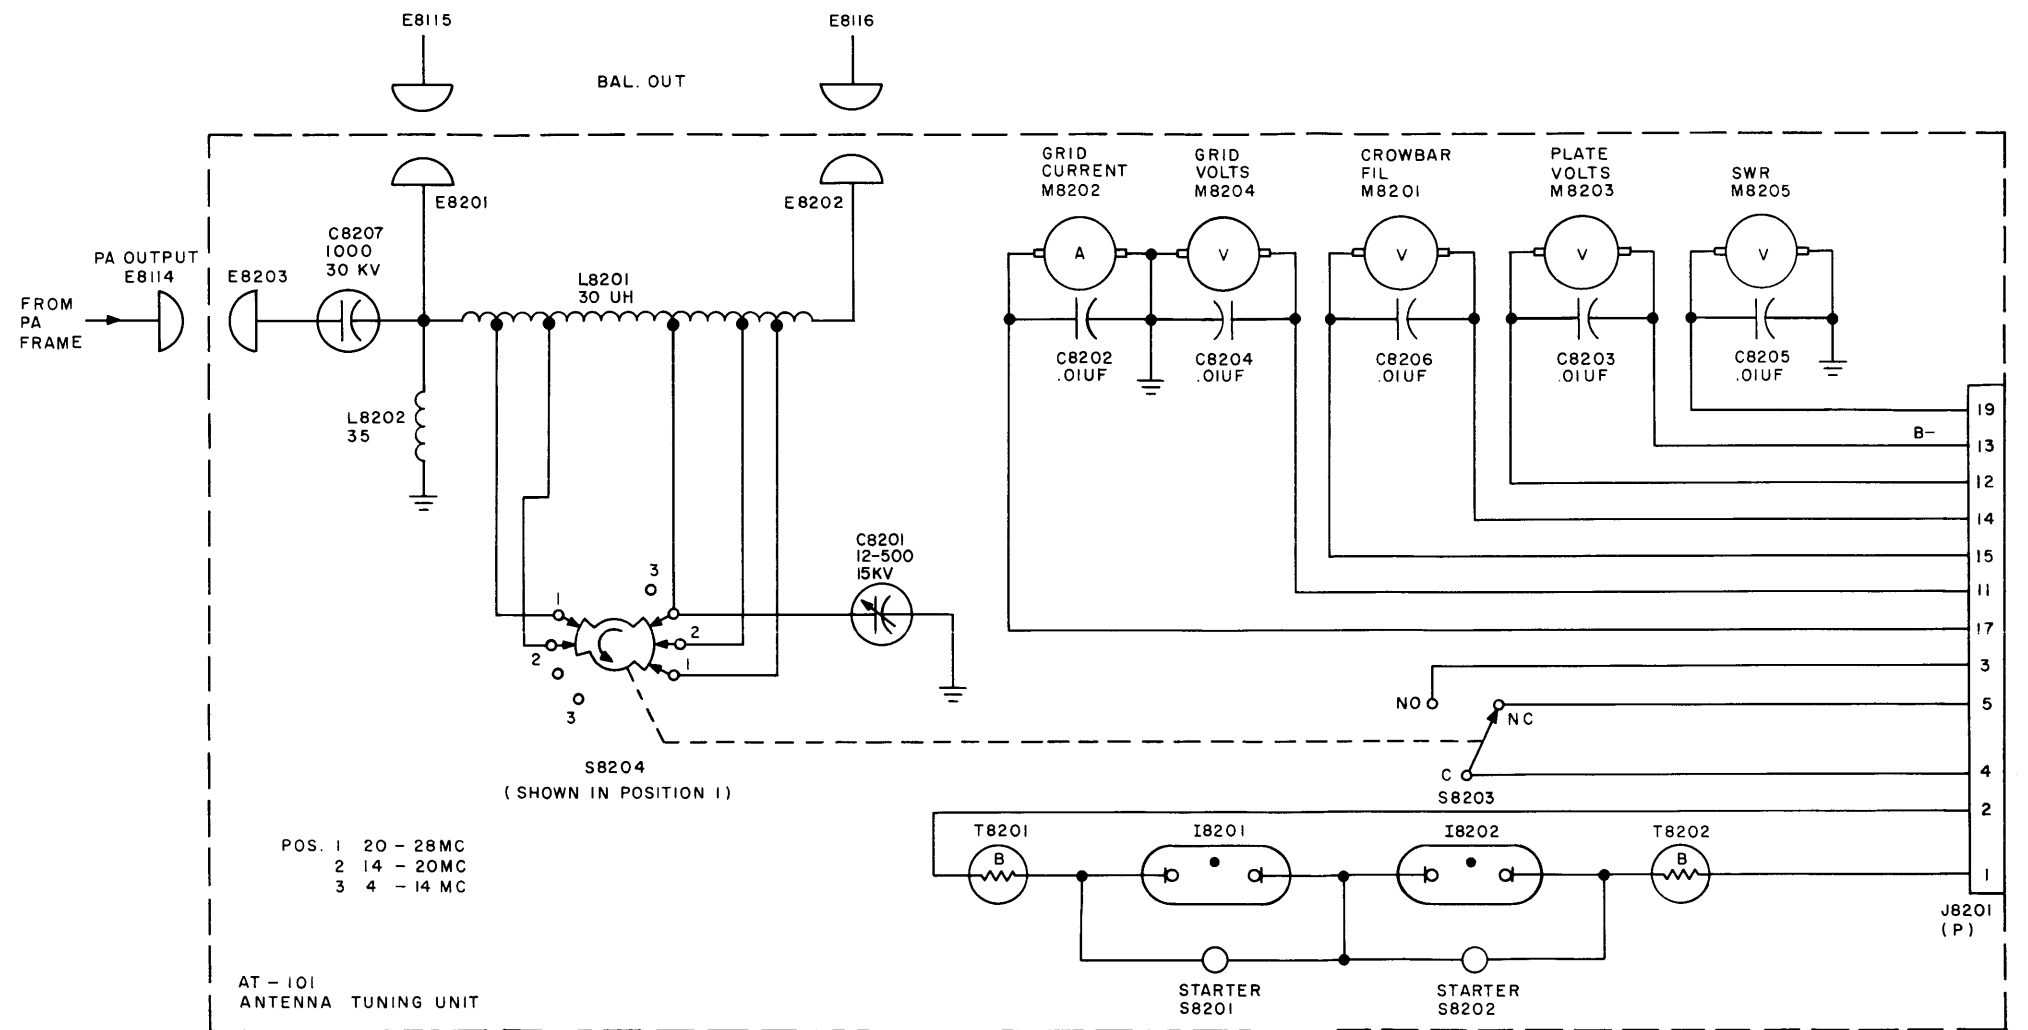 E8115
E8116
BAL. OUT
E8201
E8202
PA OUTPUT
E8114
E8203
FROM
PA
FRAME
C8207
1000
30 KV
L8201
30 UH
L8202
35
GRID
CURRENT
M8202
GRID
VOLTS
M8204
CROWBAR
FIL
M8201
PLATE
VOLTS
M8203
SWR
M8205
A
V
V
V
V
C8202
.01UF
C8204
.01UF
C8206
.01UF
C8203
.01UF
C8205
.01UF
B-
19
13
12
14
15
11
17
3
5
4
2
1
J8201
(P)
C8201
12-500
15KV
1
2
3
3
2
1
S8204
(SHOWN IN POSITION 1)
NO
NC
C
S8203
POS. 1 20 - 28MC
2 14 - 20MC
3 4 - 14 MC
T8201
B
I8201
I8202
T8202
B
STARTER
S8201
STARTER
S8202
AT - 101
ANTENNA TUNING UNIT